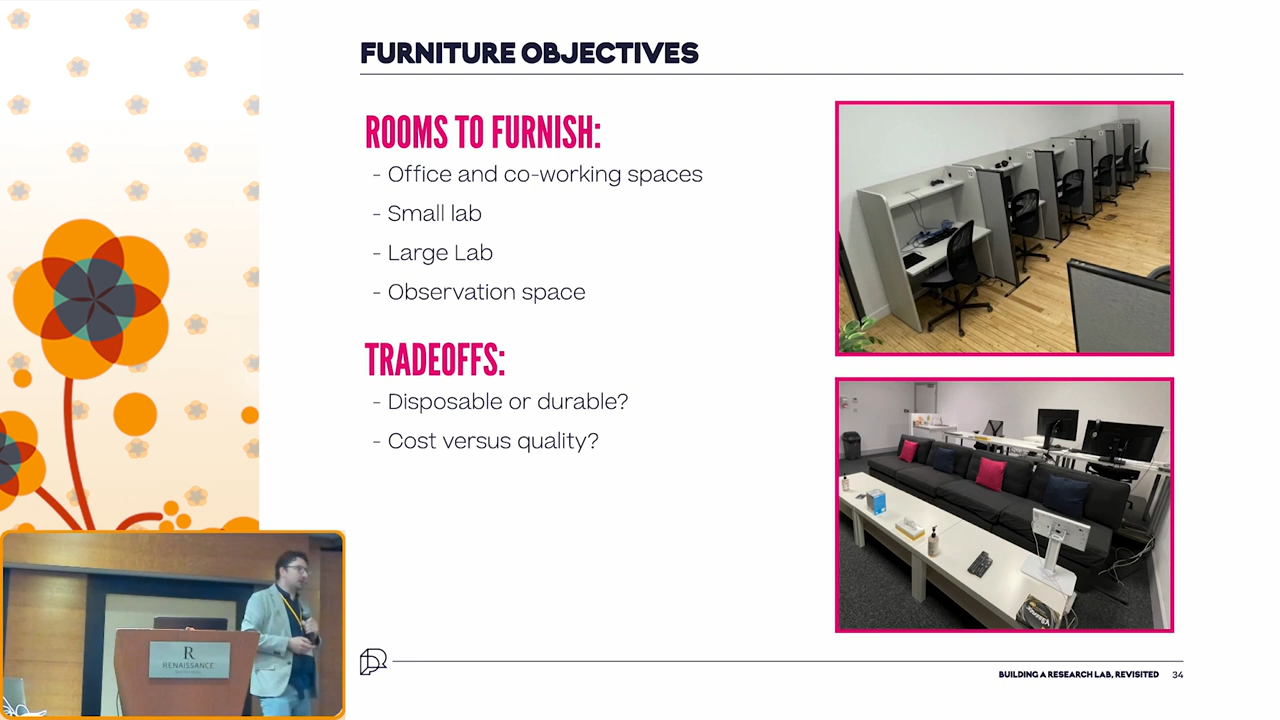 FURNITURE OBJECTIVES
ROOMS TO FURNISH:
- Office and co-working spaces
- Small lab
- Large Lab
- Observation space
TRADEOFFS:
- Disposable or durable?
- Cost versus quality?
R
RENAISSANCE
BUILDING A RESEARCH LAB, REVISITED 34